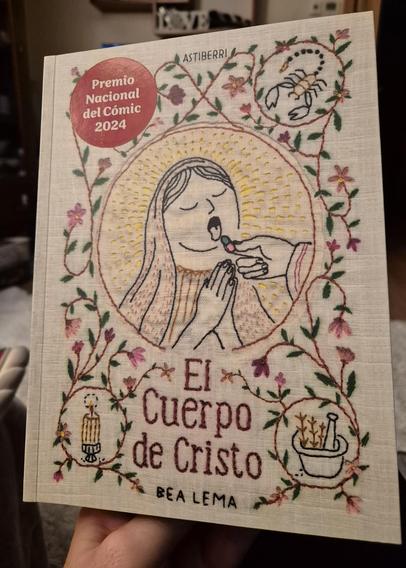 ASTIBERRI
Premio
Nacional
del Cómic
2024
El
Cuerpo
de Cristo
BEA LEMA